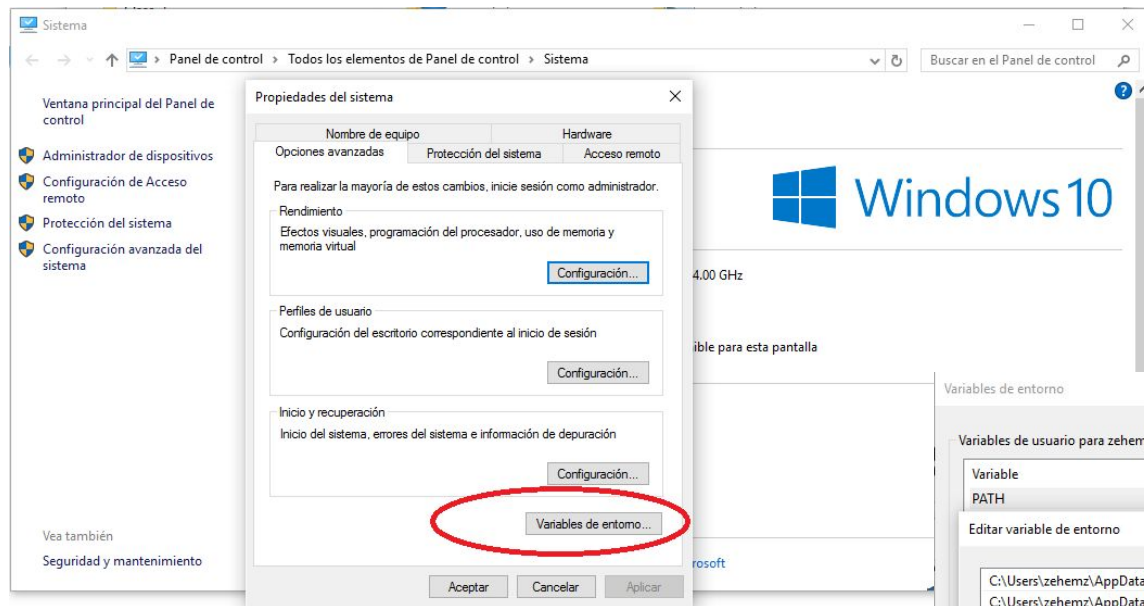 Sistema
Panel de control > Todos los elementos de Panel de control > Sistema
Buscar en el Panel de control
Ventana principal del Panel de
control
Administrador de dispositivos
Configuración de Acceso
remoto
Protección del sistema
Configuración avanzada del
sistema
Vea también
Seguridad y mantenimiento
Propiedades del sistema
Nombre de equipo
Hardware
Opciones avanzadas
Protección del sistema
Acceso remoto
Para realizar la mayoría de estos cambios, inicie sesión como administrador.
Rendimiento
Efectos visuales, programación del procesador, uso de memoria y
memoria virtual
Configuración...
Perfiles de usuario
Configuración del escritorio correspondiente al inicio de sesión
Configuración...
Inicio y recuperación
Inicio del sistema, errores del sistema e información de depuración
Configuración...
Variables de entorno...
Aceptar
Cancelar
Aplicar
Windows 10
4.00 GHz
ible para esta pantalla
rosoft
Variables de entorno
Variables de usuario para zehem
Variable
PATH
Editar variable de entorno
C:\Users\zehemz\AppData
C:\Users\zehemz\AppData